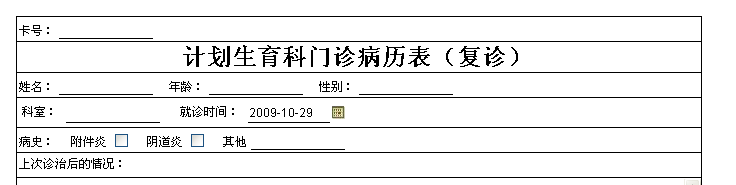 卡号：
计划生育科门诊病历表（复诊）
姓名： 年龄： 性别：
科室： 就诊时间： 2009-10-29
病史： 附件炎 阴道炎 其他
上次诊治后的情况：